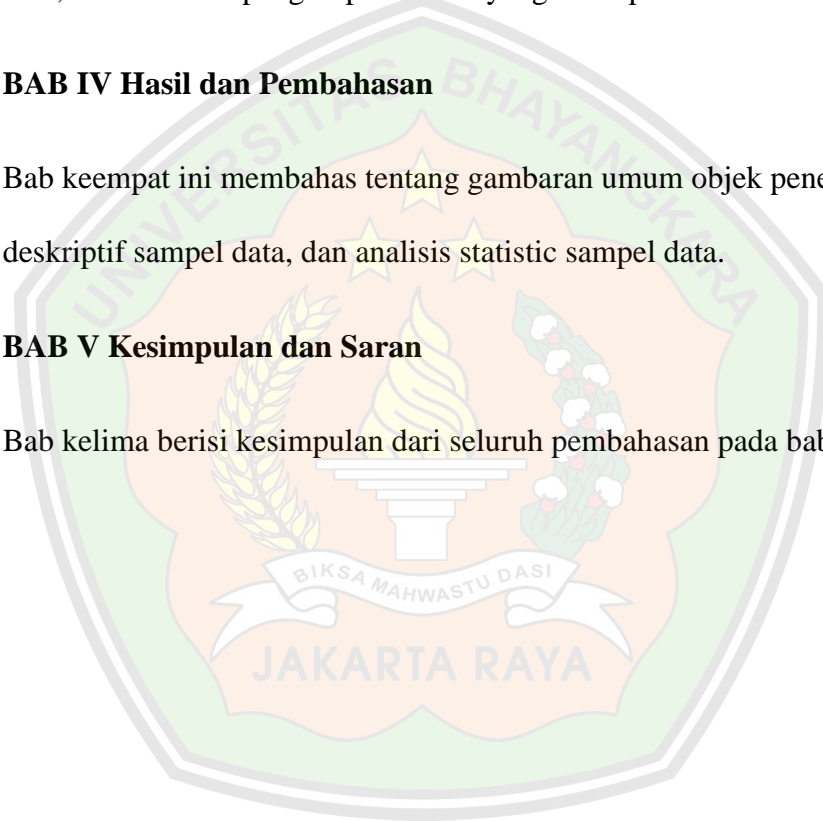 BAB IV Hasil dan Pembahasan
Bab keempat ini membahas tentang gambaran umum objek
deskriptif sampel data, dan analisis statistic sampel data.
BAB V Kesimpulan dan Saran
Bab kelima berisi kesimpulan dari seluruh pembahasan pada bab
UNIVERSITAS BHAYANGKARA
BIKSA MAHWASTU DASI
JAKARTA RAYA